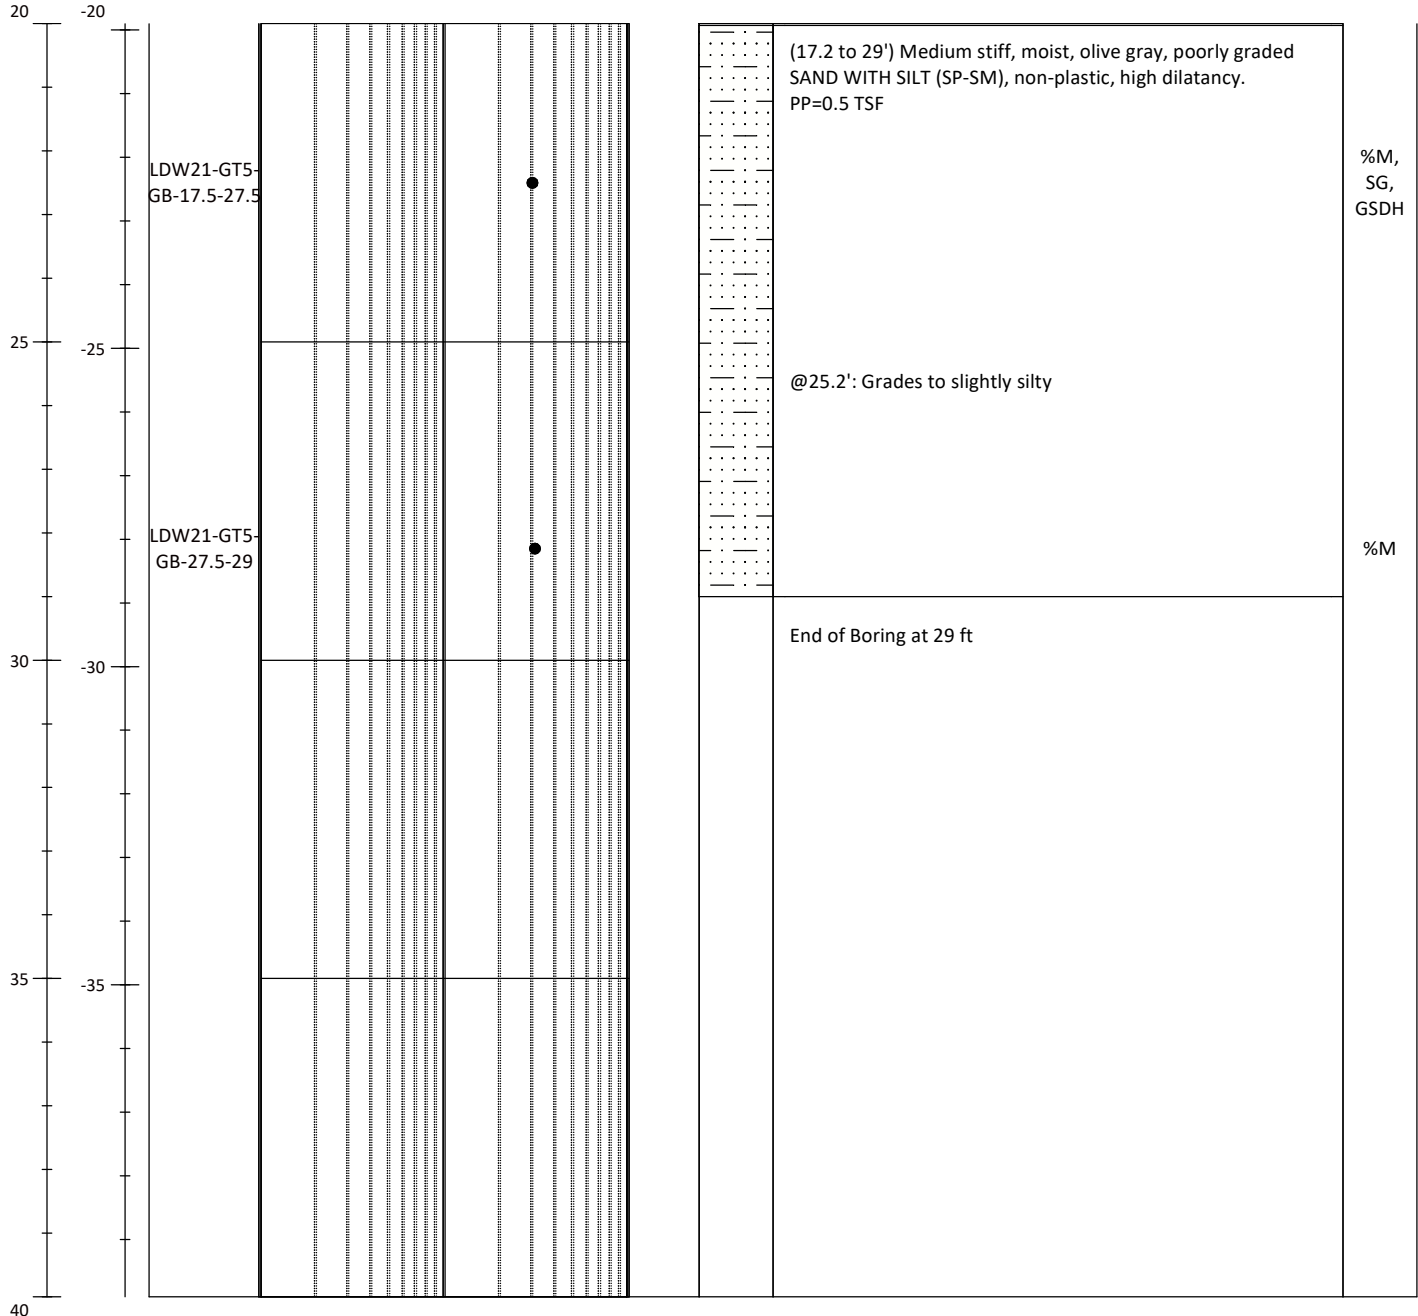 20
-20
(17.2 to 29') Medium stiff, moist, olive gray, poorly graded
SAND WITH SILT (SP-SM), non-plastic, high dilatancy.
PP=0.5 TSF
LDW21-GT5-
GB-17.5-27.5
%M,
SG,
GSDH
25
-25
@25.2': Grades to slightly silty
LDW21-GT5-
GB-27.5-29
%M
End of Boring at 29 ft
30
-30
35
-35
40